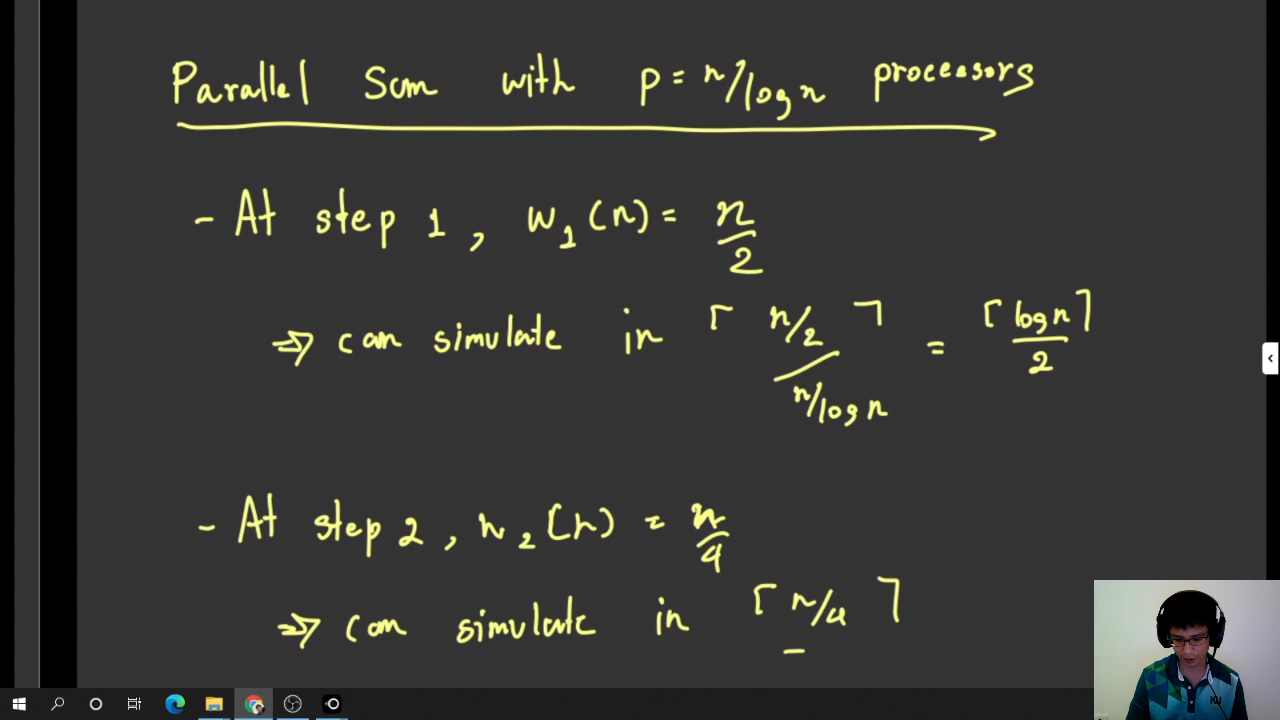 Parallel Sum with p = n/log n processors
- At step 1, w₁(n) = n/2
⇒ can simulate in ⌈ n/2 / n/log n ⌉ = ⌈log n / 2⌉
- At step 2, w₂(n) = n/4
⇒ can simulate in ⌈ n/4 ⌉